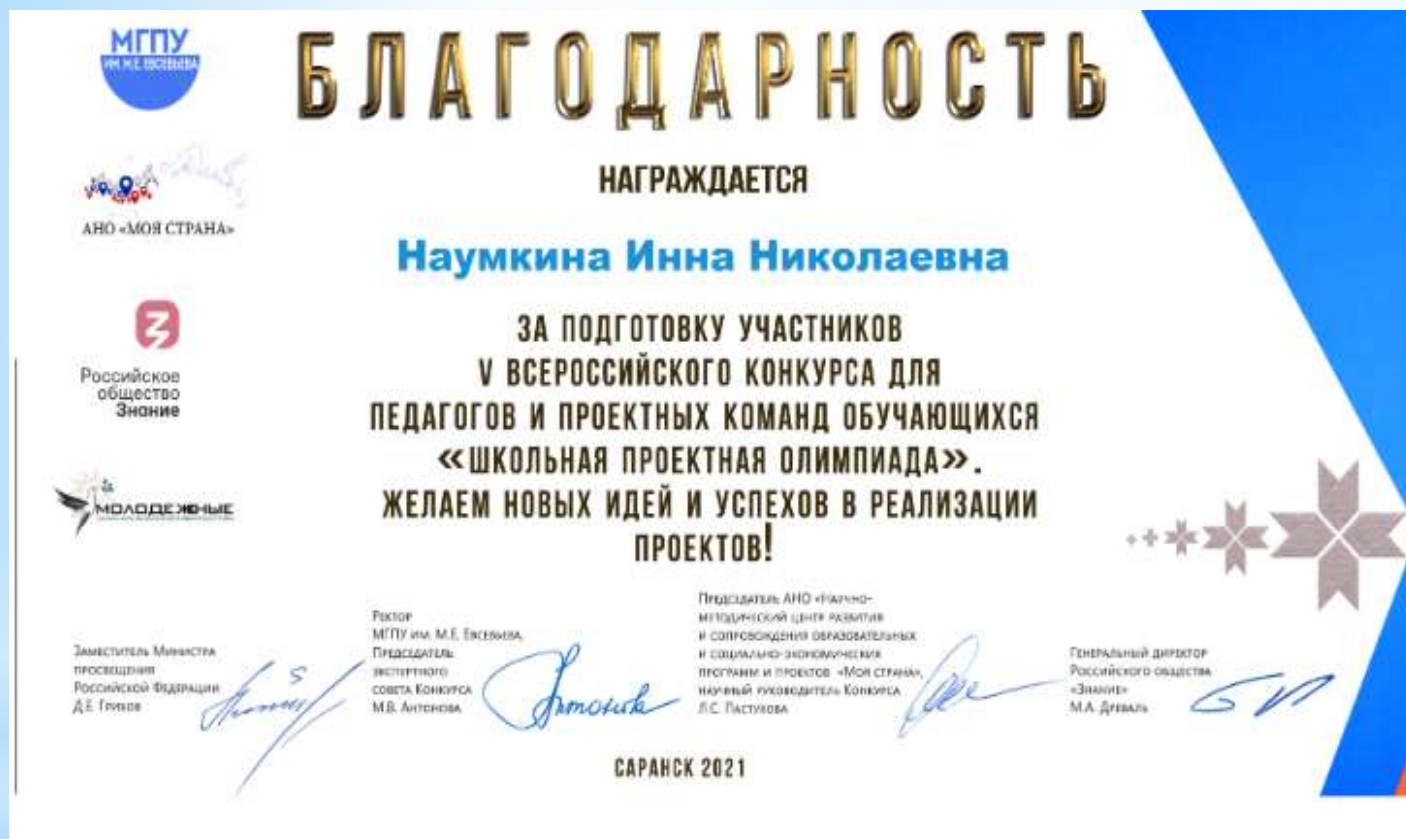 МГПУ
ИМ. М.Е. ЕВСЕВЬЕВА
БЛАГОДАРНОСТЬ
АНО «МОЯ СТРАНА»
Российское
общество
Знание
МОЛОДЕЖНЫЕ
НАГРАЖДАЕТСЯ
Наумкина Инна Николаевна
ЗА ПОДГОТОВКУ УЧАСТНИКОВ
V ВСЕРОССИЙСКОГО КОНКУРСА ДЛЯ
ПЕДАГОГОВ И ПРОЕКТНЫХ КОМАНД ОБУЧАЮЩИХСЯ
«ШКОЛЬНАЯ ПРОЕКТНАЯ ОЛИМПИАДА».
ЖЕЛАЕМ НОВЫХ ИДЕЙ И УСПЕХОВ В РЕАЛИЗАЦИИ
ПРОЕКТОВ!
Заместитель Министра
просвещения
Российской Федерации
Д.Е. Грибов
Ректор
МГПУ им. М.Е. Евсевьева,
Председатель
экспертного
совета Конкурса
М.В. Антонова
Председатель АНО «Научно-
методический центр развития
и сопровождения образовательных
и социально-экономических
программ и проектов «Моя страна»,
научный руководитель Конкурса
Л.С. Пастухова
Генеральный директор
Российского общества
«Знание»
М.А. Древаль
САРАНСК 2021